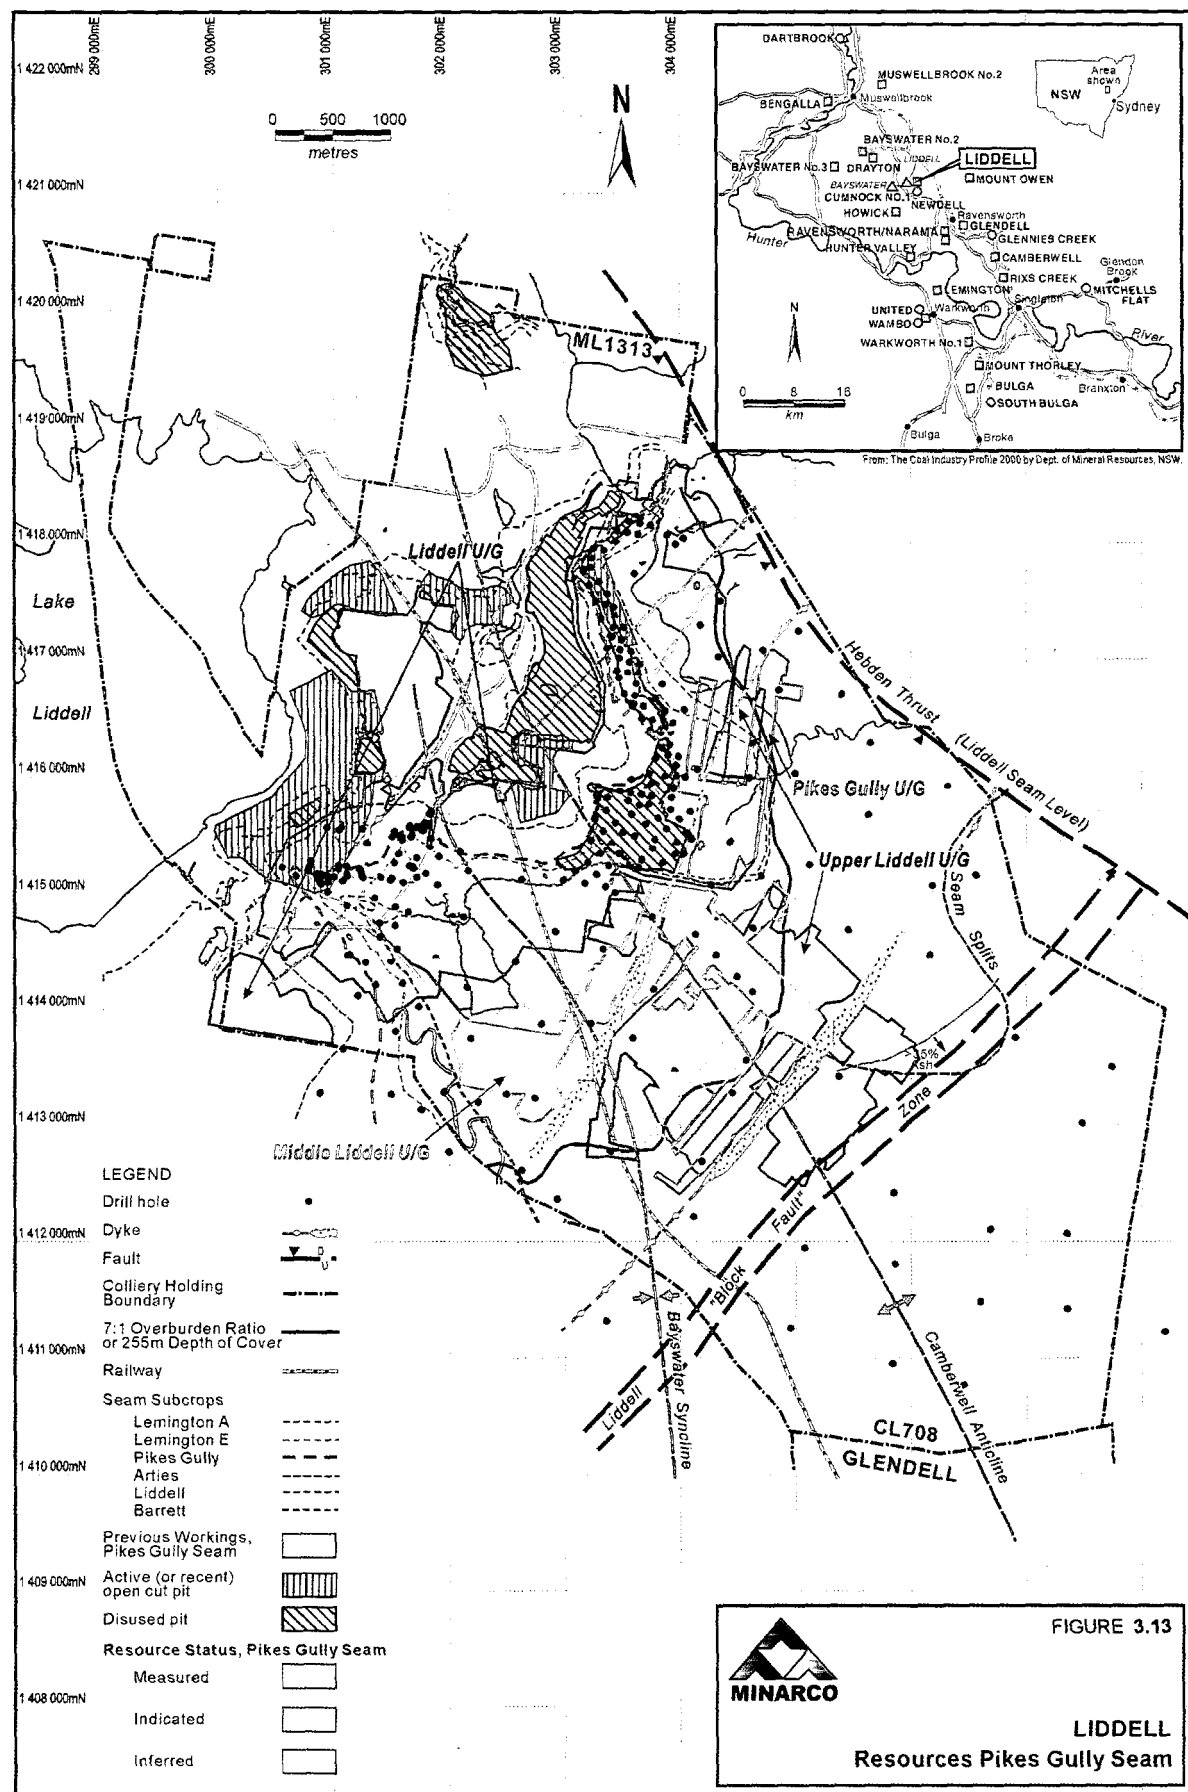 299 000mE
300 000mE
301 000mE
302 000mE
303 000mE
304 000mE
1 422 000mN
1 421 000mN
1 420 000mN
1 419 000mN
1 418 000mN
1 417 000mN
1 416 000mN
1 415 000mN
1 414 000mN
1 413 000mN
1 412 000mN
1 411 000mN
1 410 000mN
1 409 000mN
1 408 000mN
0 500 1000
metres
N
DARTBROOK
MUSWELLBROOK No.2
BENGALLA
Muswellbrook
NSW
Area
shown
Sydney
BAYSWATER No.2
LIDDELL
LIDDELL
BAYSWATER No.3
DRAYTON
MOUNT OWEN
BAYSWATER
CUMNOCK No.1
NEWDELL
HOWICK
Ravensworth
GLENDELL
RAVENSWORTH/NARAMA
GLENNIES CREEK
Hunter
HUNTER VALLEY
CAMBERWELL
Glendon
Brook
RIXS CREEK
LEMINGTON
MITCHELLS
FLAT
Singleton
UNITED
Warkworth
WAMBO
River
WARKWORTH No.1
N
MOUNT THORLEY
0 8 16
km
BULGA
Branxton
SOUTH BULGA
Bulga
Broke
From: The Coal Industry Profile 2000 by Dept. of Mineral Resources, NSW.
ML1313
Liddell U/G
Lake
Liddell
Hebden Thrust
(Liddell Seam Level)
Pikes Gully U/G
Upper Liddell U/G
Seam
Splits
>35%
Ash
Middle Liddell U/G
Liddell
"Block
Fault"
Zone
Bayswater Syncline
Camberwell Anticline
CL708
GLENDELL
LEGEND
Drill hole
Dyke
Fault
D
U
Colliery Holding
Boundary
7:1 Overburden Ratio
or 255m Depth of Cover
Railway
Seam Subcrops
Lemington A
Lemington E
Pikes Gully
Arties
Liddell
Barrett
Previous Workings,
Pikes Gully Seam
Active (or recent)
open cut pit
Disused pit
Resource Status, Pikes Gully Seam
Measured
Indicated
Inferred
MINARCO
FIGURE 3.13
LIDDELL
Resources Pikes Gully Seam